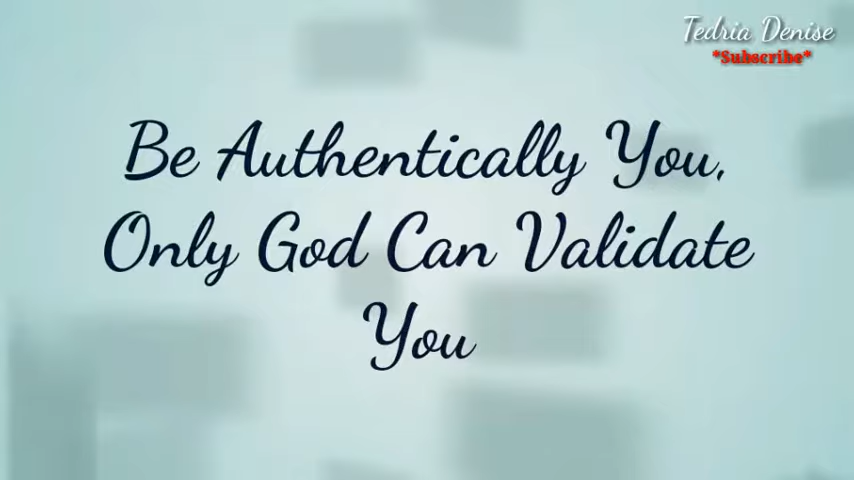 Tedria Denise
*Subscribe*
Be Authentically You,
Only God Can Validate
You